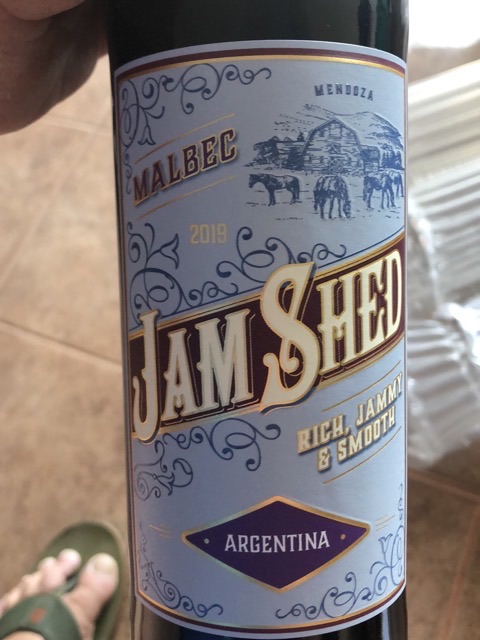 MENDOZA
MALBEC
2019
JAM SHED
RICH, JAMMY
& SMOOTH
ARGENTINA